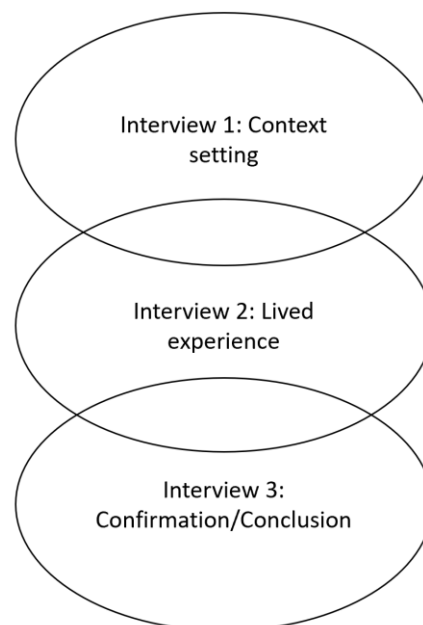 Interview 1: Context
setting
Interview 2: Lived
experience
Interview 3:
Confirmation/Conclusion